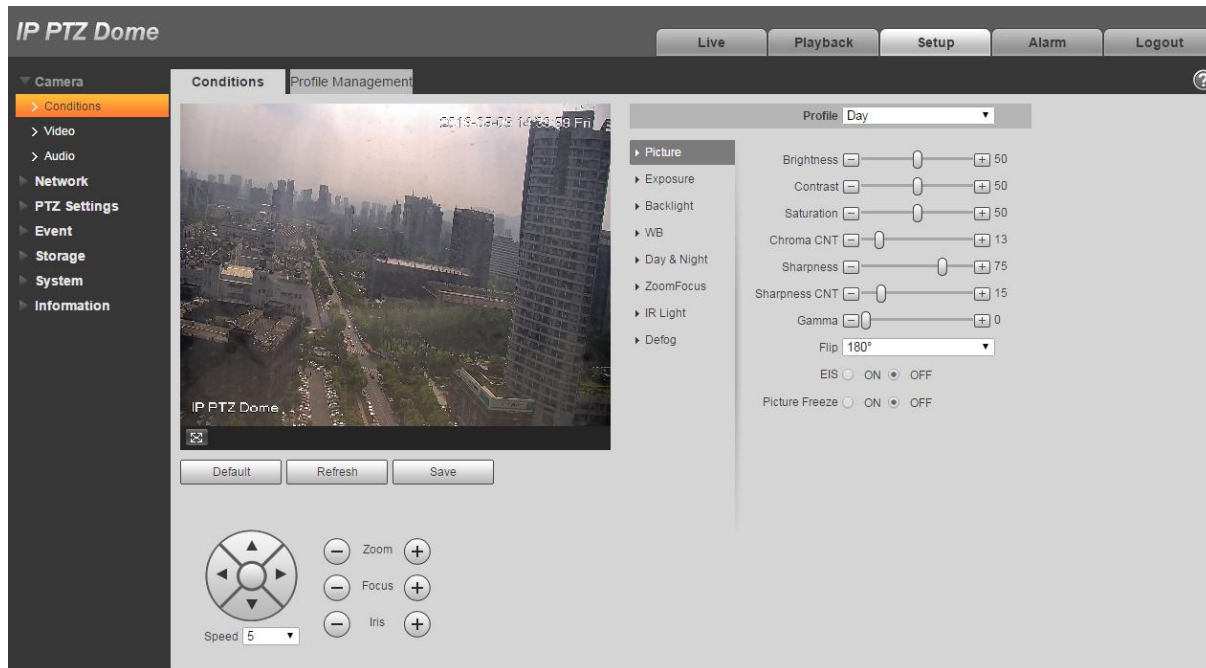 IP PTZ Dome
Live Playback Setup Alarm Logout
Camera
Conditions
Video
Audio
Network
PTZ Settings
Event
Storage
System
Information
Conditions Profile Management
?
Fri
IP PTZ Dome
Default Refresh Save
Zoom
Focus
Iris
Speed 5
Profile Day
Picture
Exposure
Backlight
WB
Day & Night
ZoomFocus
IR Light
Defog
Brightness 50
Contrast 50
Saturation 50
Chroma CNT 13
Sharpness 75
Sharpness CNT 15
Gamma 0
Flip 180°
EIS ON OFF
Picture Freeze ON OFF